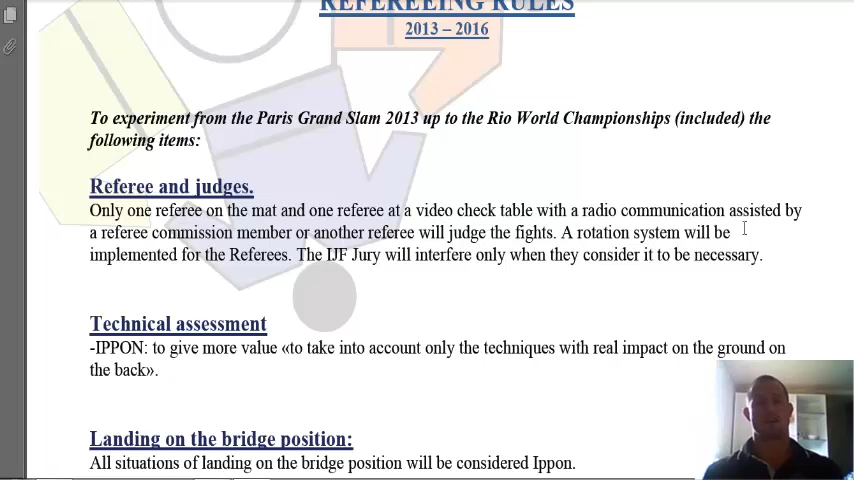 REFEREEING RULES
2013 – 2016
To experiment from the Paris Grand Slam 2013 up to the Rio World Championships (included) the
following items:
Referee and judges.
Only one referee on the mat and one referee at a video check table with a radio communication assisted by
a referee commission member or another referee will judge the fights. A rotation system will be
implemented for the Referees. The IJF Jury will interfere only when they consider it to be necessary.
Technical assessment
-IPPON: to give more value «to take into account only the techniques with real impact on the ground on
the back».
Landing on the bridge position:
All situations of landing on the bridge position will be considered Ippon.